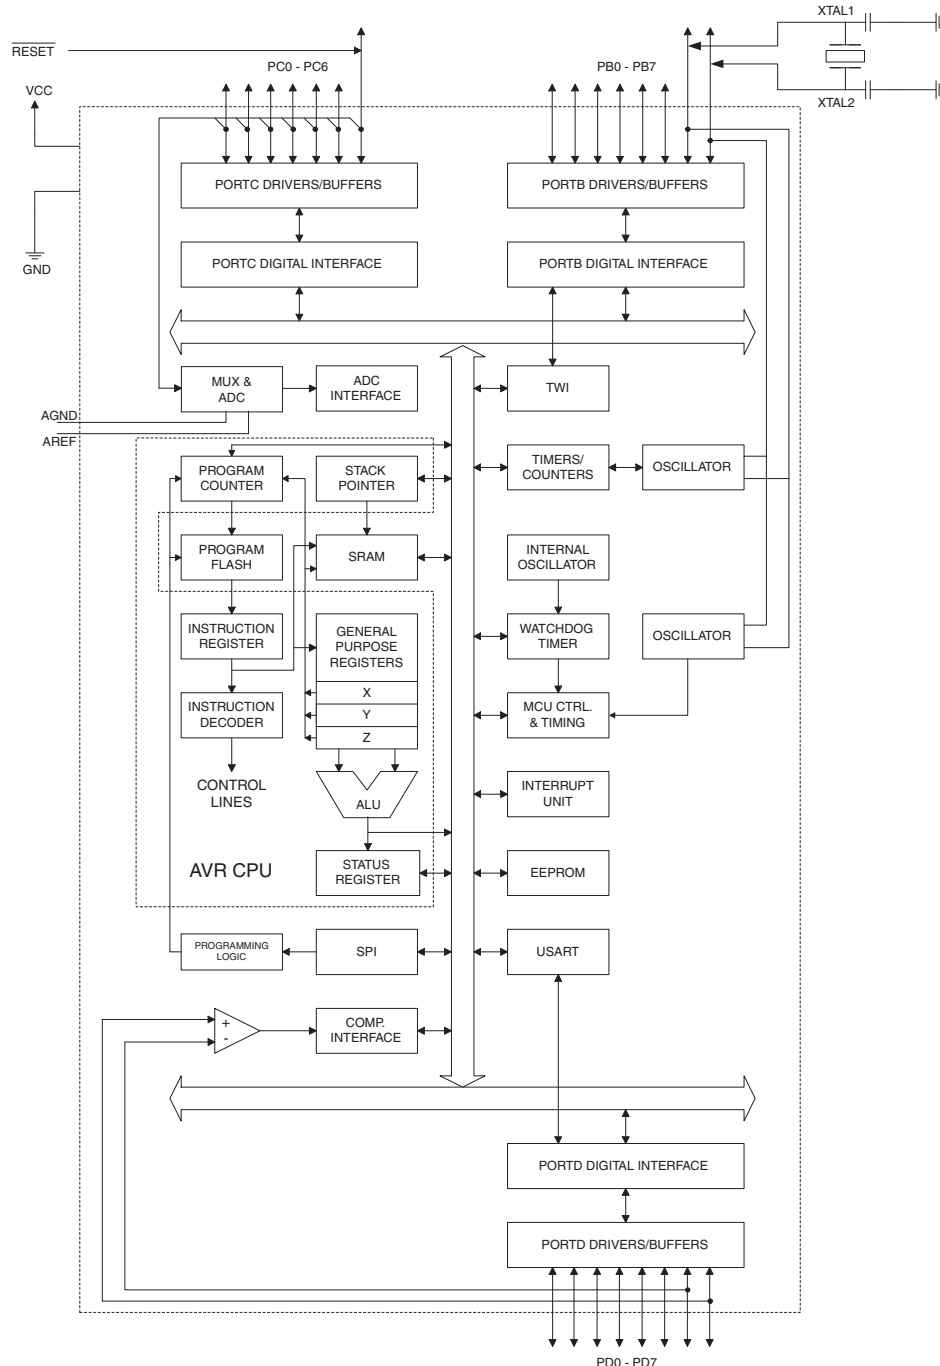 XTAL1
RESET
PC0 - PC6
PB0 - PB7
VCC
XTAL2
PORTC DRIVERS/BUFFERS
PORTB DRIVERS/BUFFERS
GND
PORTC DIGITAL INTERFACE
PORTB DIGITAL INTERFACE
MUX &
ADC
ADC
INTERFACE
TWI
AGND
AREF
PROGRAM
COUNTER
STACK
POINTER
TIMERS/
COUNTERS
OSCILLATOR
PROGRAM
FLASH
SRAM
INTERNAL
OSCILLATOR
INSTRUCTION
REGISTER
GENERAL
PURPOSE
REGISTERS
WATCHDOG
TIMER
OSCILLATOR
X
INSTRUCTION
DECODER
Y
MCU CTRL.
& TIMING
Z
CONTROL
LINES
ALU
INTERRUPT
UNIT
AVR CPU
STATUS
REGISTER
EEPROM
PROGRAMMING
LOGIC
SPI
USART
+
-
COMP.
INTERFACE
PORTD DIGITAL INTERFACE
PORTD DRIVERS/BUFFERS
PD0 - PD7